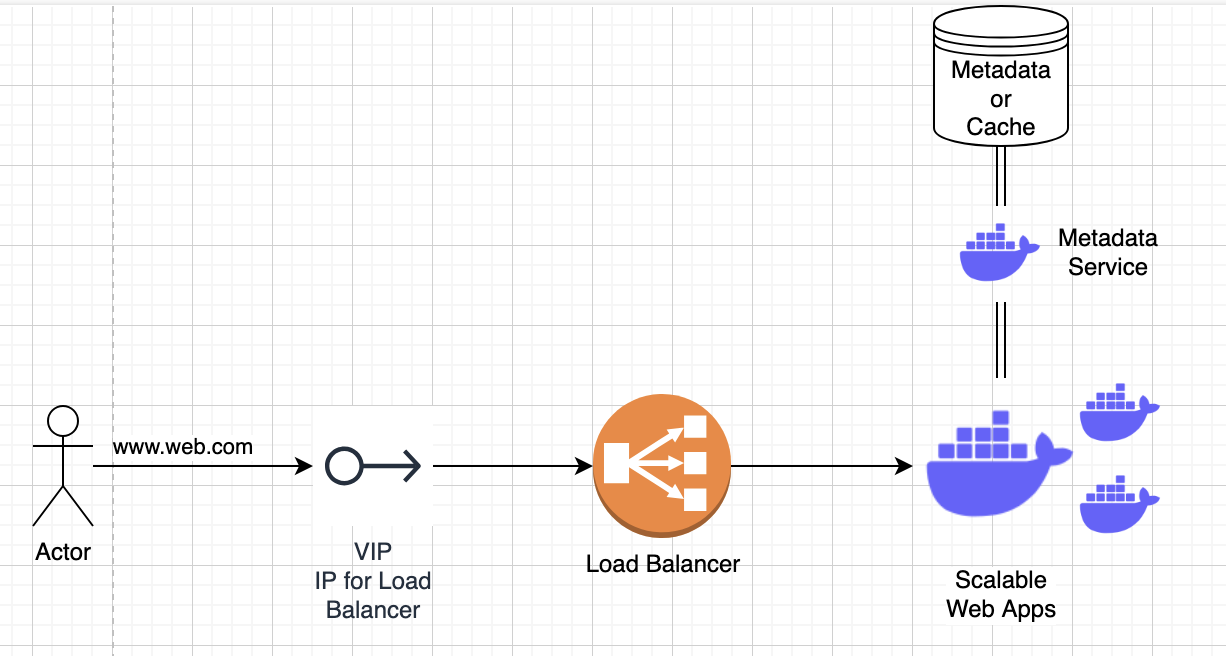 Metadata
or
Cache
Metadata
Service
www.web.com
Actor
VIP
IP for Load
Balancer
Load Balancer
Scalable
Web Apps